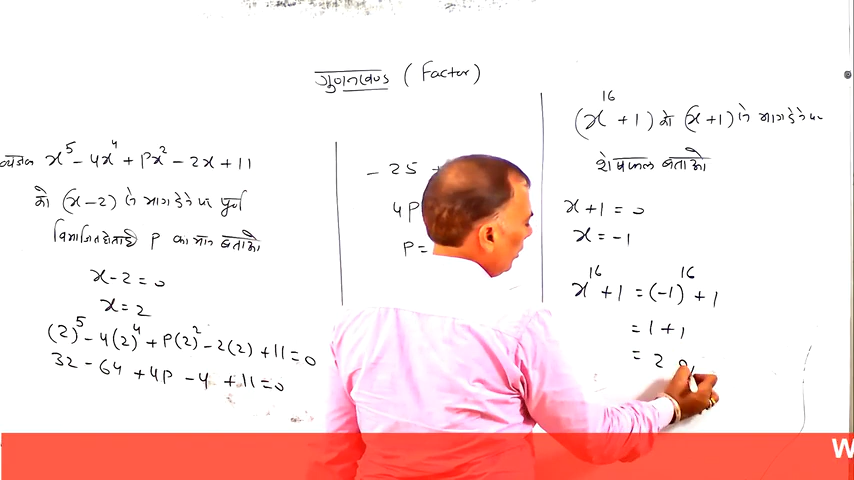 गुणनखण्ड (Factor)
व्यंजक x⁵ - 4x⁴ + Px² - 2x + 11
को (x-2) से भाग देने पर पूर्ण
विभाजित होता है P का मान बताओ
x - 2 = 0
x = 2
(2)⁵ - 4(2)⁴ + P(2)² - 2(2) + 11 = 0
32 - 64 + 4P - 4 + 11 = 0
- 25 +
4P
P =
(x¹⁶ + 1) को (x+1) से भाग देने पर
शेषफल बताओ
x + 1 = 0
x = -1
x¹⁶ + 1 = (-1)¹⁶ + 1
= 1 + 1
= 2
W